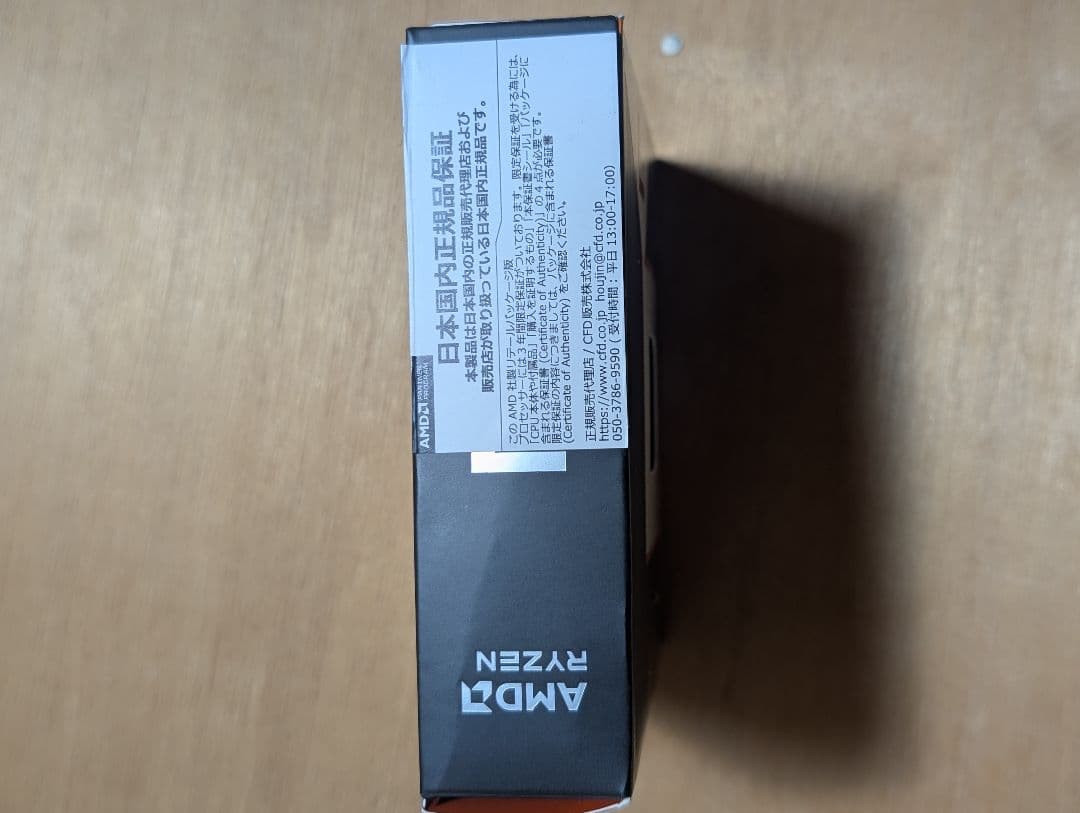 日本国内正規品保証
本製品は日本国内の正規販売代理店および
販売店が取り扱っている日本国内正規品です。
AMD
PROGRAM
このAMD 社製リテールパッケージ版
プロセッサーには3年間限定保証がついております。限定保証を受ける為には、
「CPU本体や付属品」「購入を証明するもの」「本保証書シール」「パッケージに
含まれる保証書 (Certificate of Authenticity)」の4点が必要です。
限定保証の内容につきましては、パッケージに含まれる保証書
(Certificate of Authenticity) をご確認ください。
正規販売代理店 / CFD販売株式会社
https://www.cfd.co.jp houjin@cfd.co.jp
050-3786-9590 ( 受付時間: 平日 13:00-17:00)
AMD
RYZEN